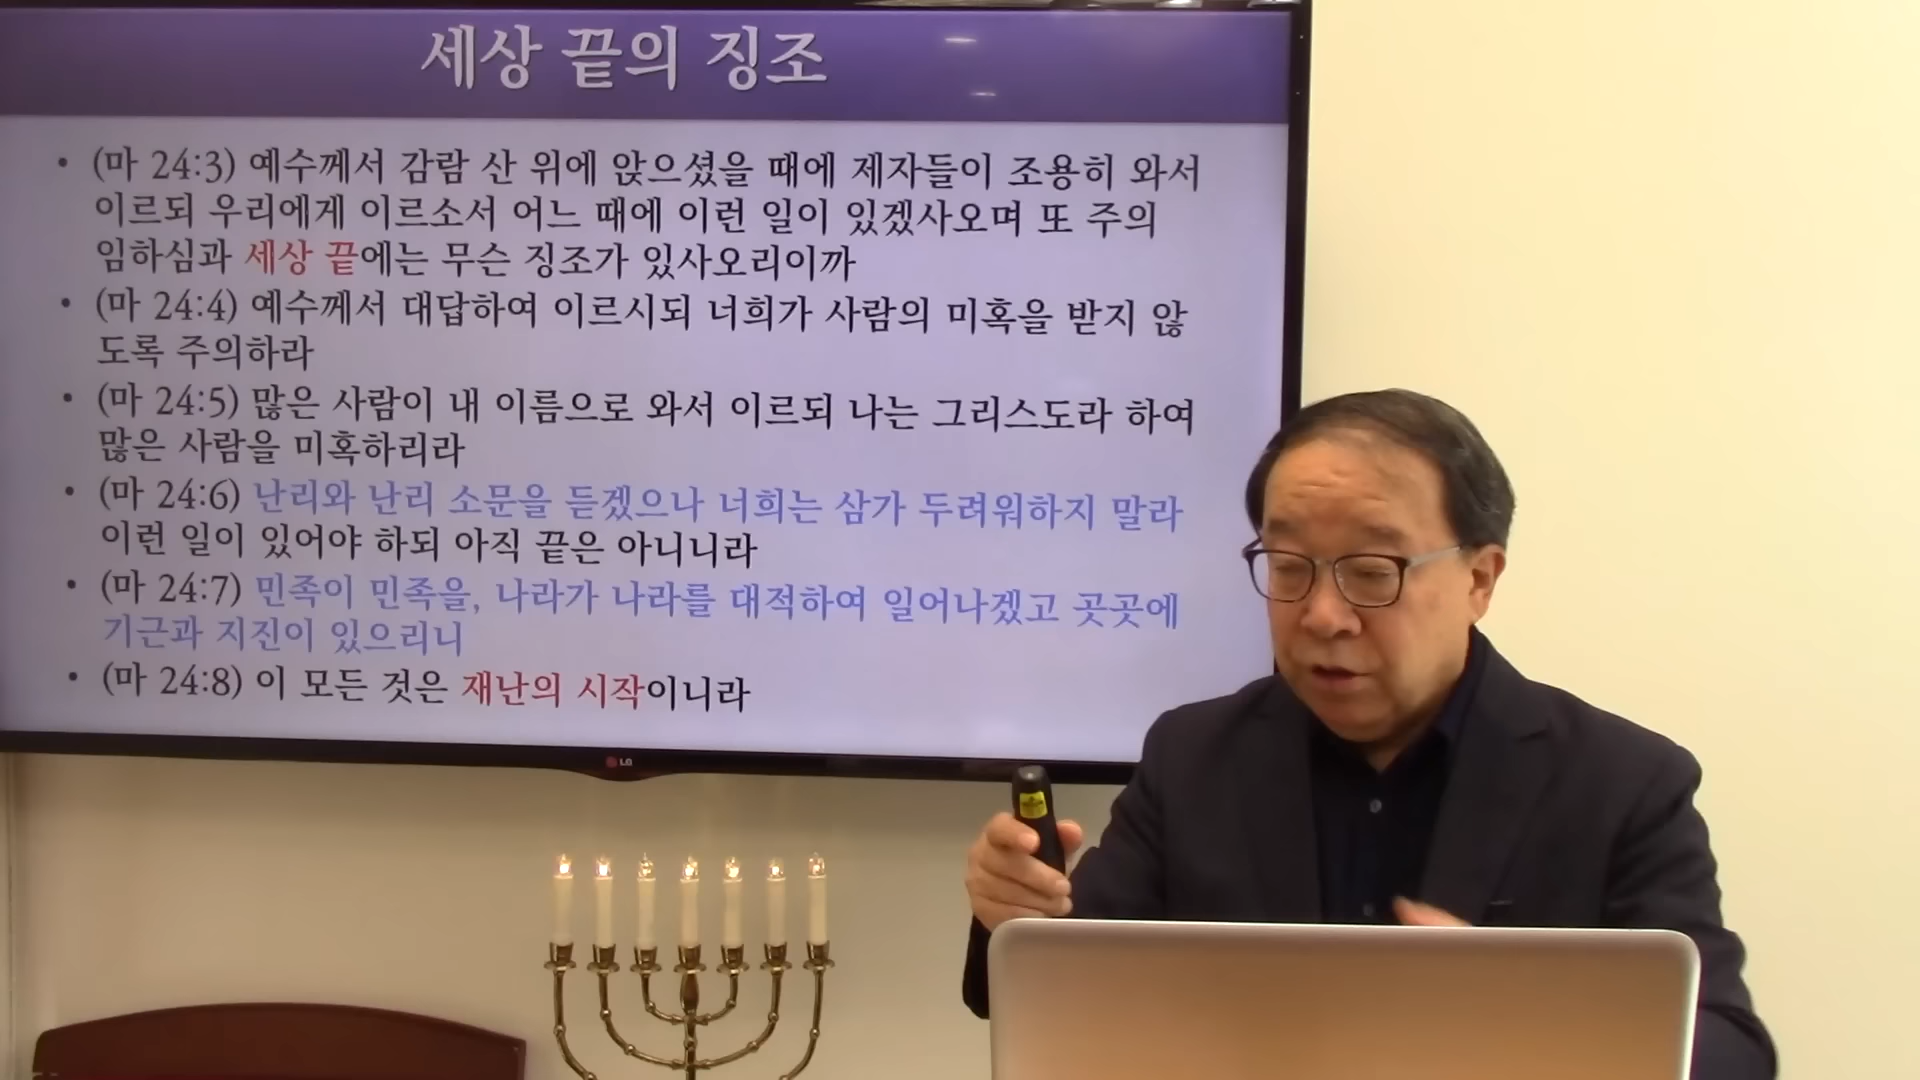 세상 끝의 징조
• (마 24:3) 예수께서 감람 산 위에 앉으셨을 때에 제자들이 조용히 와서
이르되 우리에게 이르소서 어느 때에 이런 일이 있겠사오며 또 주의
임하심과 세상 끝에는 무슨 징조가 있사오리이까
• (마 24:4) 예수께서 대답하여 이르시되 너희가 사람의 미혹을 받지 않
도록 주의하라
• (마 24:5) 많은 사람이 내 이름으로 와서 이르되 나는 그리스도라 하여
많은 사람을 미혹하리라
• (마 24:6) 난리와 난리 소문을 듣겠으나 너희는 삼가 두려워하지 말라
이런 일이 있어야 하되 아직 끝은 아니니라
• (마 24:7) 민족이 민족을, 나라가 나라를 대적하여 일어나겠고 곳곳에
기근과 지진이 있으리니
• (마 24:8) 이 모든 것은 재난의 시작이니라
LG